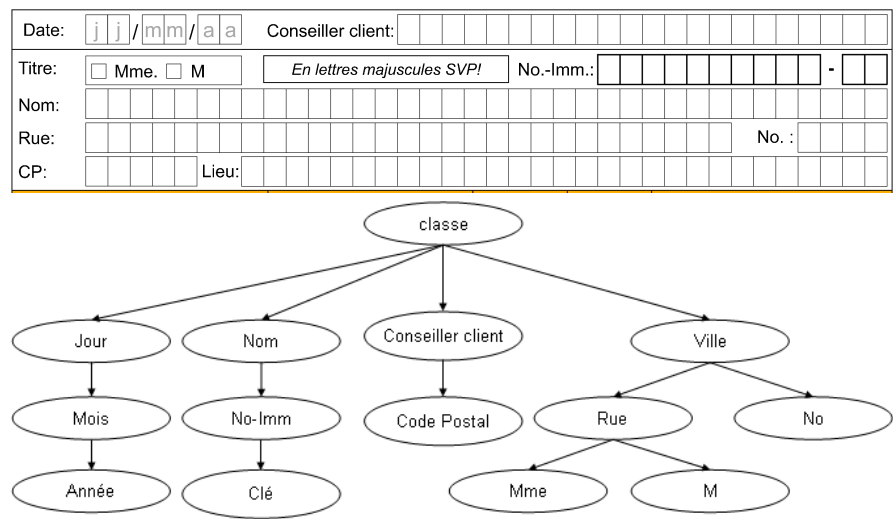 Date: j j / m m / a a Conseiller client:
Titre: Mme. M En lettres majuscules SVP! No.-Imm.: -
Nom:
Rue: No. :
CP: Lieu:
classe
Jour Nom Conseiller client Ville
Mois No-Imm Code Postal Rue No
Année Clé Mme M